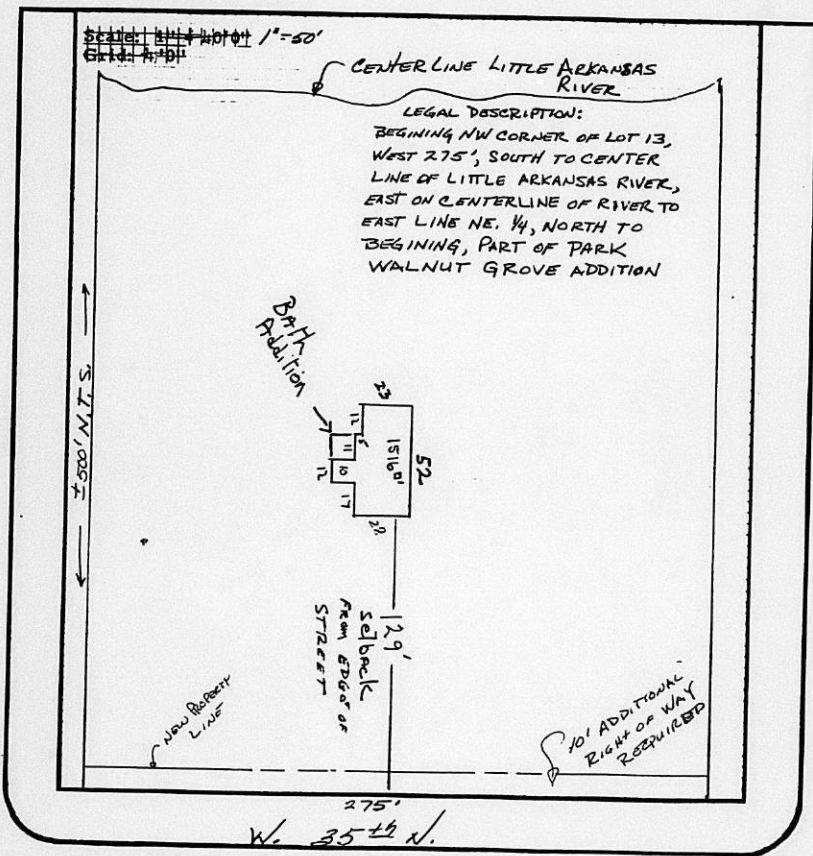 Scale: 1" = 50'
CENTER LINE LITTLE ARKANSAS
RIVER
LEGAL DESCRIPTION:
BEGINING NW CORNER OF LOT 13,
WEST 275', SOUTH TO CENTER
LINE OF LITTLE ARKANSAS RIVER,
EAST ON CENTERLINE OF RIVER TO
EAST LINE NE. 1/4, NORTH TO
BEGINING, PART OF PARK
WALNUT GROVE ADDITION
BATH
Addition
±500' N.T.S.
23
12
5
11
10
12
17
1516
52
129'
setback
FROM EDGE OF
STREET
NEW PROPERTY
LINE
10' ADDITIONAL
RIGHT OF WAY
REQUIRED
275'
W. 35th N.